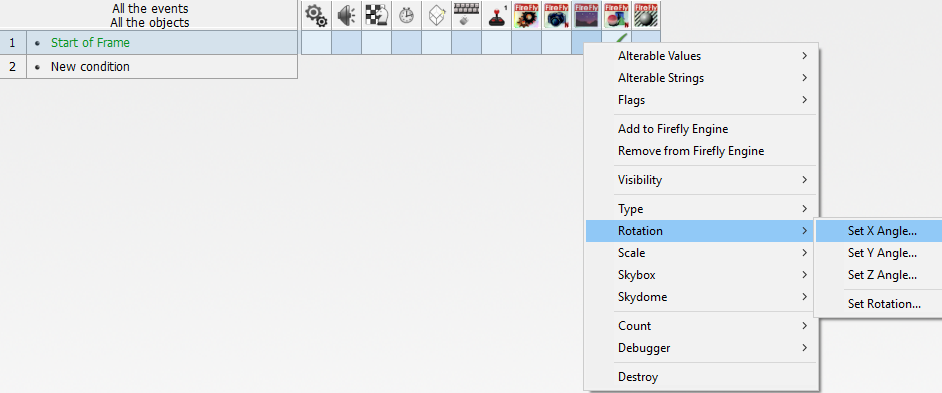 All the events
All the objects
1 • Start of Frame
2 • New condition
1
FireFly FireFly FireFly FireFly FireFly
N N
Alterable Values >
Alterable Strings >
Flags >
Add to Firefly Engine
Remove from Firefly Engine
Visibility >
Type >
Rotation >
Set X Angle...
Scale >
Set Y Angle...
Skybox >
Set Z Angle...
Skydome >
Set Rotation...
Count >
Debugger >
Destroy